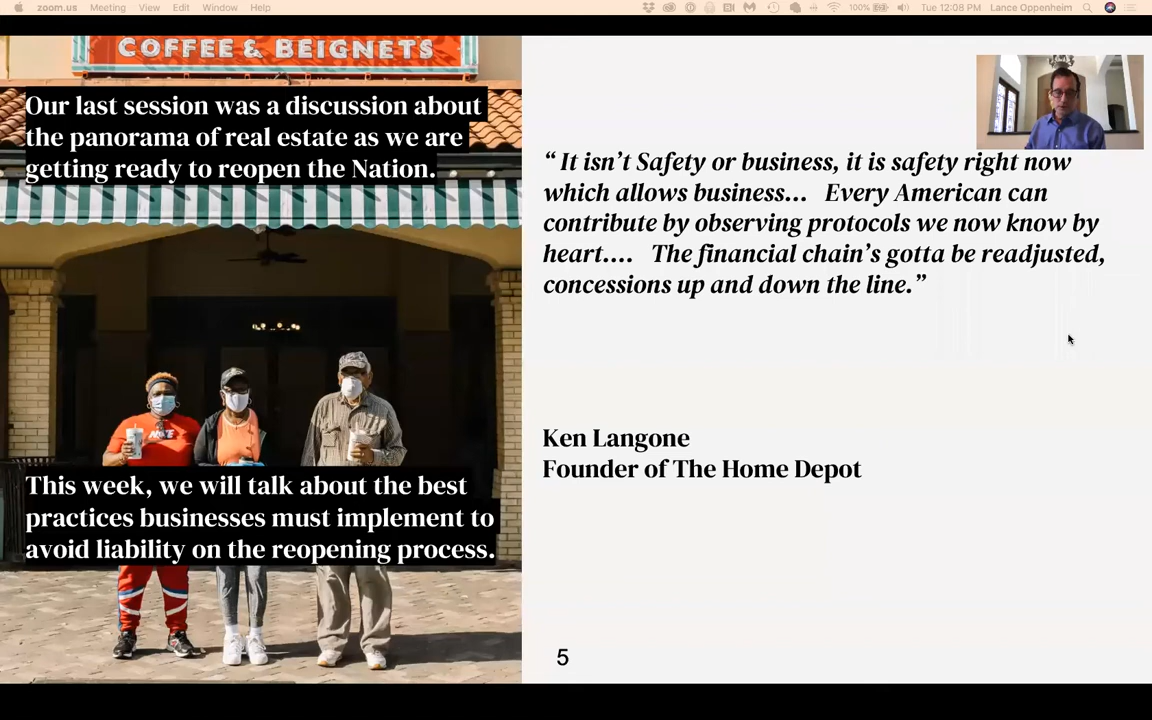 zoom.us Meeting View Edit Window Help 100% Tue 12:08 PM Lance Oppenheim
COFFEE & BEIGNETS
Our last session was a discussion about
the panorama of real estate as we are
getting ready to reopen the Nation.
This week, we will talk about the best
practices businesses must implement to
avoid liability on the reopening process.
“ It isn’t Safety or business, it is safety right now
which allows business... Every American can
contribute by observing protocols we now know by
heart.... The financial chain’s gotta be readjusted,
concessions up and down the line.”
Ken Langone
Founder of The Home Depot
5